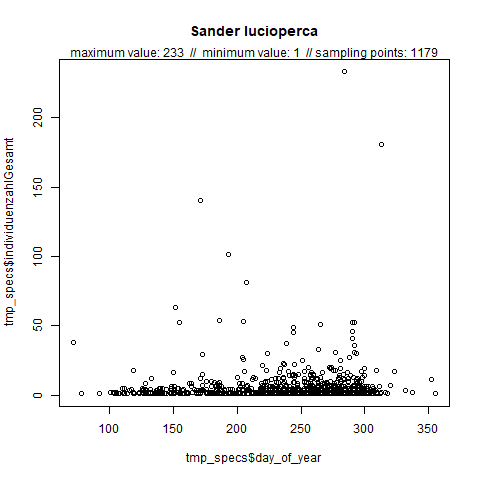 Sander lucioperca
maximum value: 233 // minimum value: 1 // sampling points: 1179
tmp_specs$individuenzahlGesamt
200
150
100
50
0
100
150
200
250
300
350
tmp_specs$day_of_year